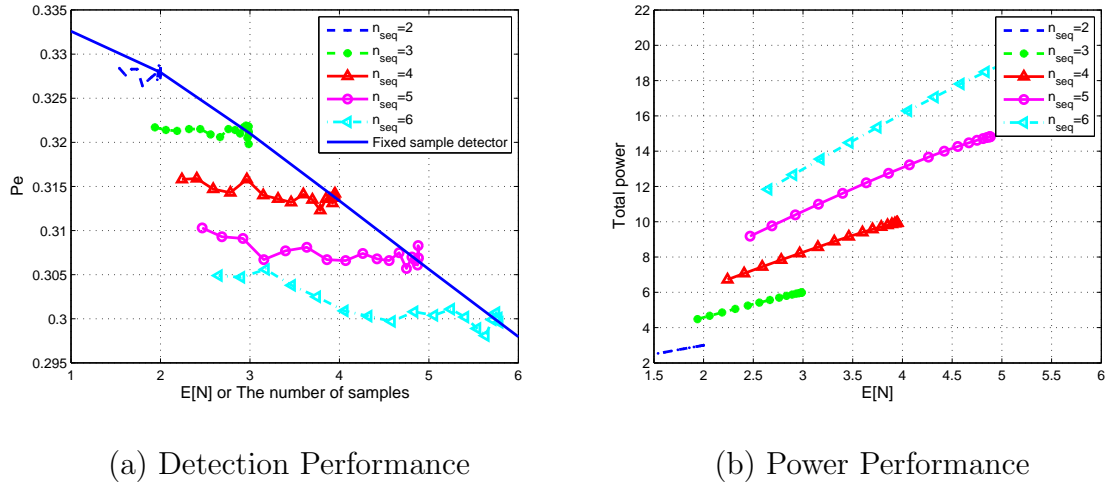 0.335
0.33
0.325
0.32
0.315
0.31
0.305
0.3
0.295
Pe
1
2
3
4
5
6
E[N] or The number of samples
n_seq=2
n_seq=3
n_seq=4
n_seq=5
n_seq=6
Fixed sample detector
(a) Detection Performance
22
20
18
16
14
12
10
8
6
4
2
Total power
1.5
2
2.5
3
3.5
4
4.5
5
5.5
6
E[N]
n_seq=2
n_seq=3
n_seq=4
n_seq=5
n_seq=6
(b) Power Performance